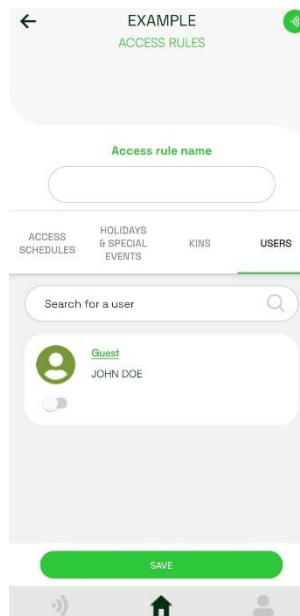 EXAMPLE
ACCESS RULES
Access rule name
ACCESS
SCHEDULES
HOLIDAYS
& SPECIAL
EVENTS
KINS
USERS
Search for a user
Guest
JOHN DOE
SAVE